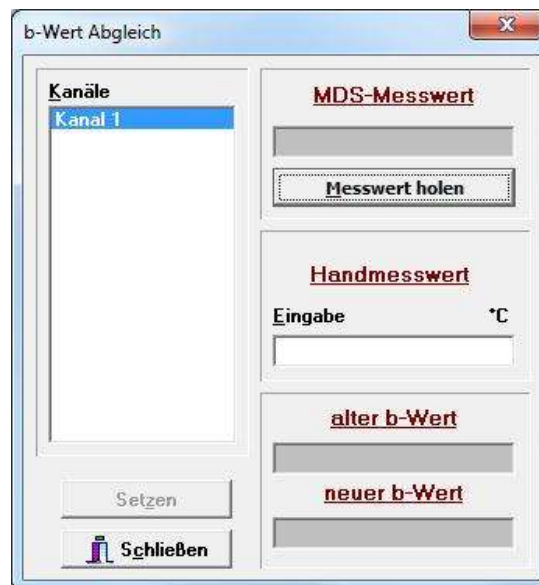 b-Wert Abgleich
Kanäle
Kanal 1
MDS-Messwert
Messwert holen
Handmesswert
Eingabe °C
alter b-Wert
neuer b-Wert
Setzen
Schließen